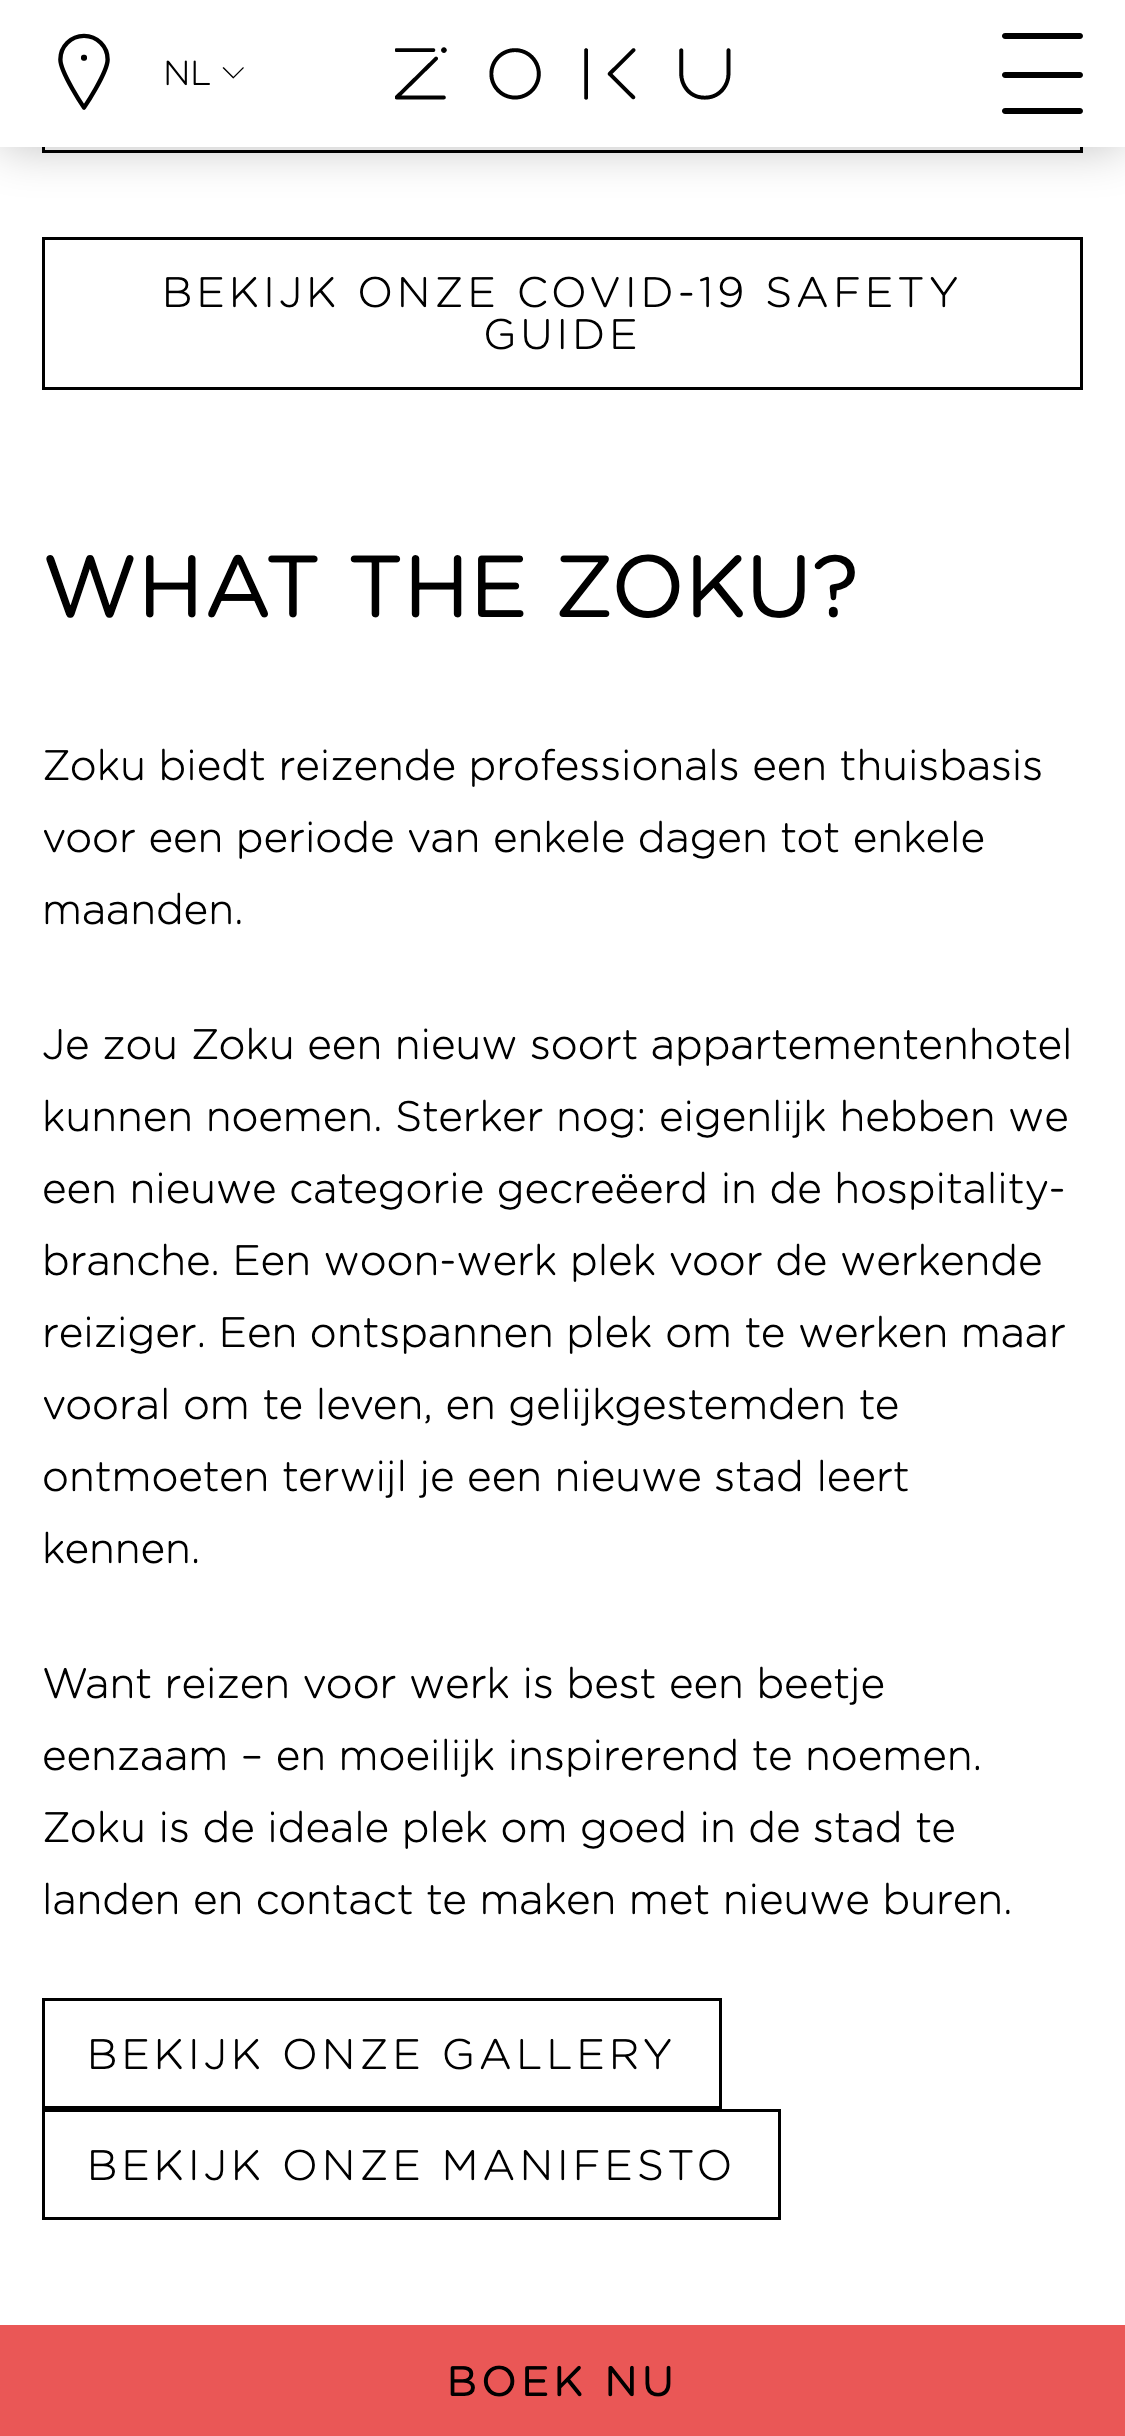 NL
ZOKU
BEKIJK ONZE COVID-19 SAFETY
GUIDE
WHAT THE ZOKU?
Zoku biedt reizende professionals een thuisbasis
voor een periode van enkele dagen tot enkele
maanden.
Je zou Zoku een nieuw soort appartementenhotel
kunnen noemen. Sterker nog: eigenlijk hebben we
een nieuwe categorie gecreëerd in de hospitality-
branche. Een woon-werk plek voor de werkende
reiziger. Een ontspannen plek om te werken maar
vooral om te leven, en gelijkgestemden te
ontmoeten terwijl je een nieuwe stad leert
kennen.
Want reizen voor werk is best een beetje
eenzaam – en moeilijk inspirerend te noemen.
Zoku is de ideale plek om goed in de stad te
landen en contact te maken met nieuwe buren.
BEKIJK ONZE GALLERY
BEKIJK ONZE MANIFESTO
BOEK NU